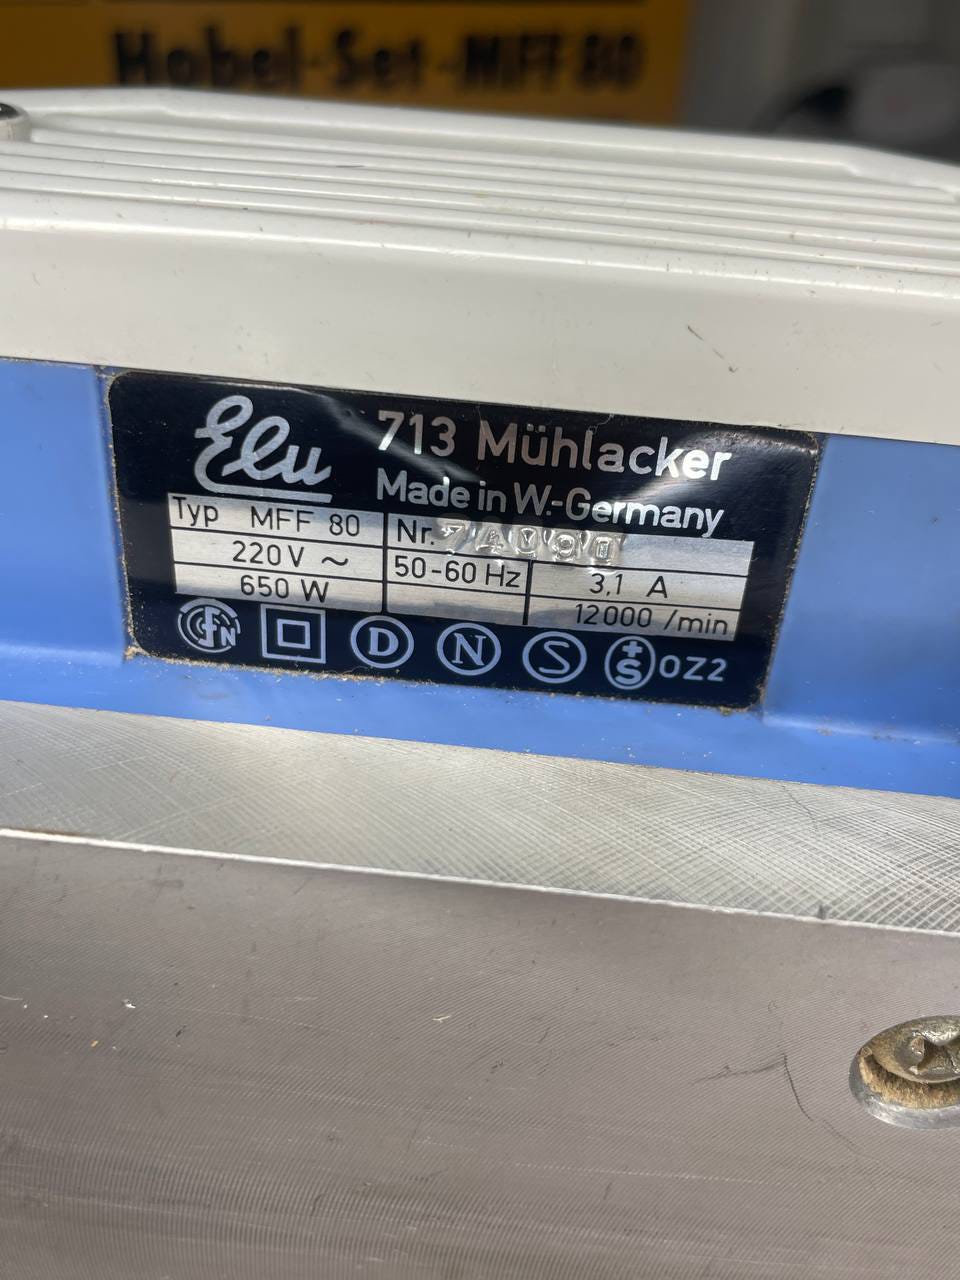 Hobel-Set-MFF 80
Elu
713 Mühlacker
Made in W.-Germany
Typ MFF 80
Nr.
220 V ~
50-60 Hz
3,1 A
650 W
12000 /min
D N S +S OZ2